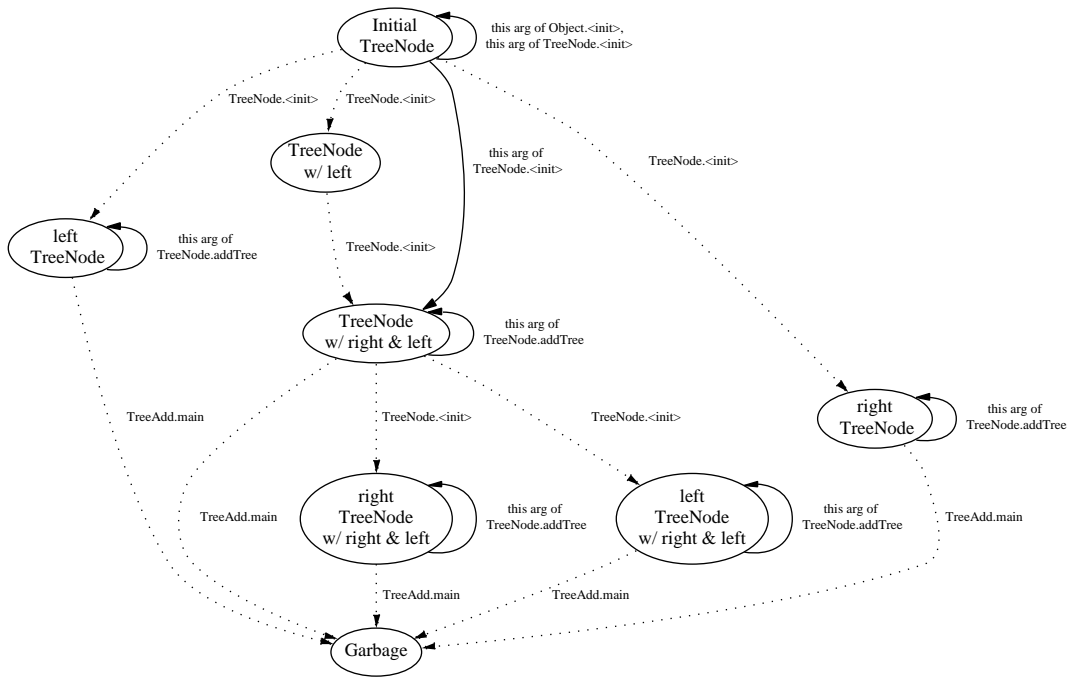 Initial
TreeNode
this arg of Object.<init>,
this arg of TreeNode.<init>
TreeNode.<init>
TreeNode.<init>
TreeNode
w/ left
this arg of
TreeNode.<init>
TreeNode.<init>
left
TreeNode
this arg of
TreeNode.addTree
TreeNode.<init>
TreeNode
w/ right & left
this arg of
TreeNode.addTree
TreeAdd.main
TreeNode.<init>
TreeNode.<init>
right
TreeNode
this arg of
TreeNode.addTree
TreeAdd.main
right
TreeNode
w/ right & left
this arg of
TreeNode.addTree
left
TreeNode
w/ right & left
this arg of
TreeNode.addTree
TreeAdd.main
TreeAdd.main
TreeAdd.main
Garbage